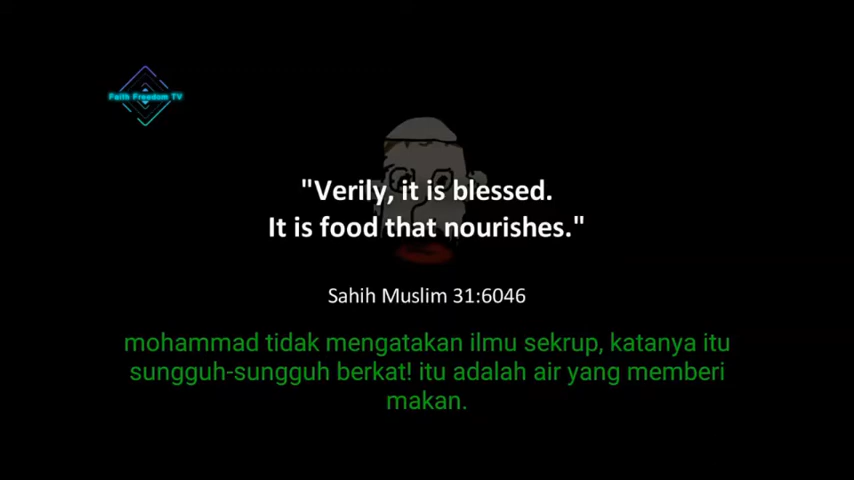 Faith Freedom TV
"Verily, it is blessed.
It is food that nourishes."
Sahih Muslim 31:6046
mohammad tidak mengatakan ilmu sekrup, katanya itu
sungguh-sungguh berkat! itu adalah air yang memberi
makan.